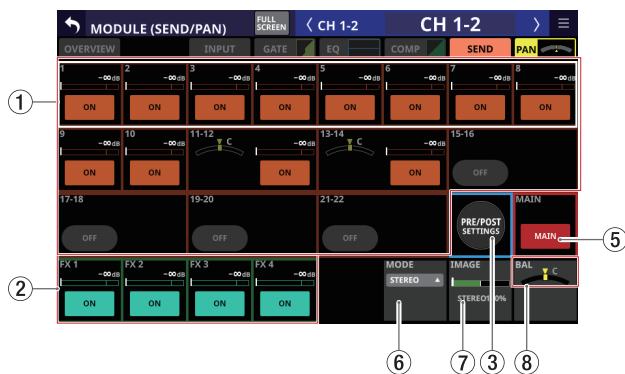 MODULE (SEND/PAN)
FULL SCREEN
CH 1-2
CH 1-2
OVERVIEW
INPUT
GATE
EQ
COMP
SEND
PAN
1
2
3
4
5
6
7
8
-∞dB
-∞dB
-∞dB
-∞dB
-∞dB
-∞dB
-∞dB
-∞dB
ON
ON
ON
ON
ON
ON
ON
ON
1
9
10
11-12
13-14
15-16
-∞dB
-∞dB
C
-∞dB
C
-∞dB
ON
ON
ON
ON
OFF
17-18
19-20
21-22
MAIN
OFF
OFF
OFF
PRE/POST
SETTINGS
MAIN
5
FX 1
FX 2
FX 3
FX 4
MODE
IMAGE
BAL
-∞dB
-∞dB
-∞dB
-∞dB
STEREO
C
2
ON
ON
ON
ON
6
7
3
8